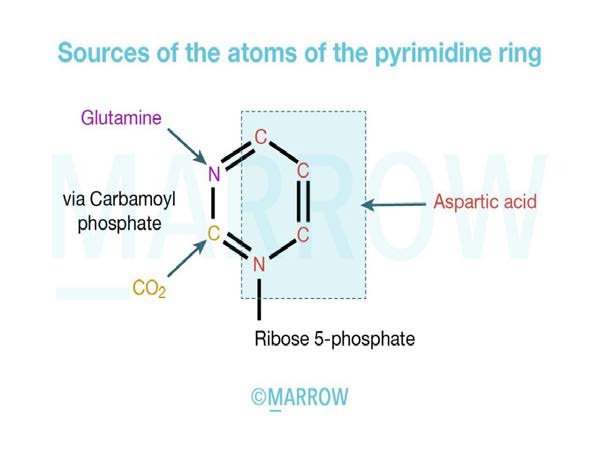 Sources of the atoms of the pyrimidine ring
Glutamine
C
N
C
via Carbamoyl
phosphate
Aspartic acid
C
C
N
CO₂
Ribose 5-phosphate
©MARROW
MARROW